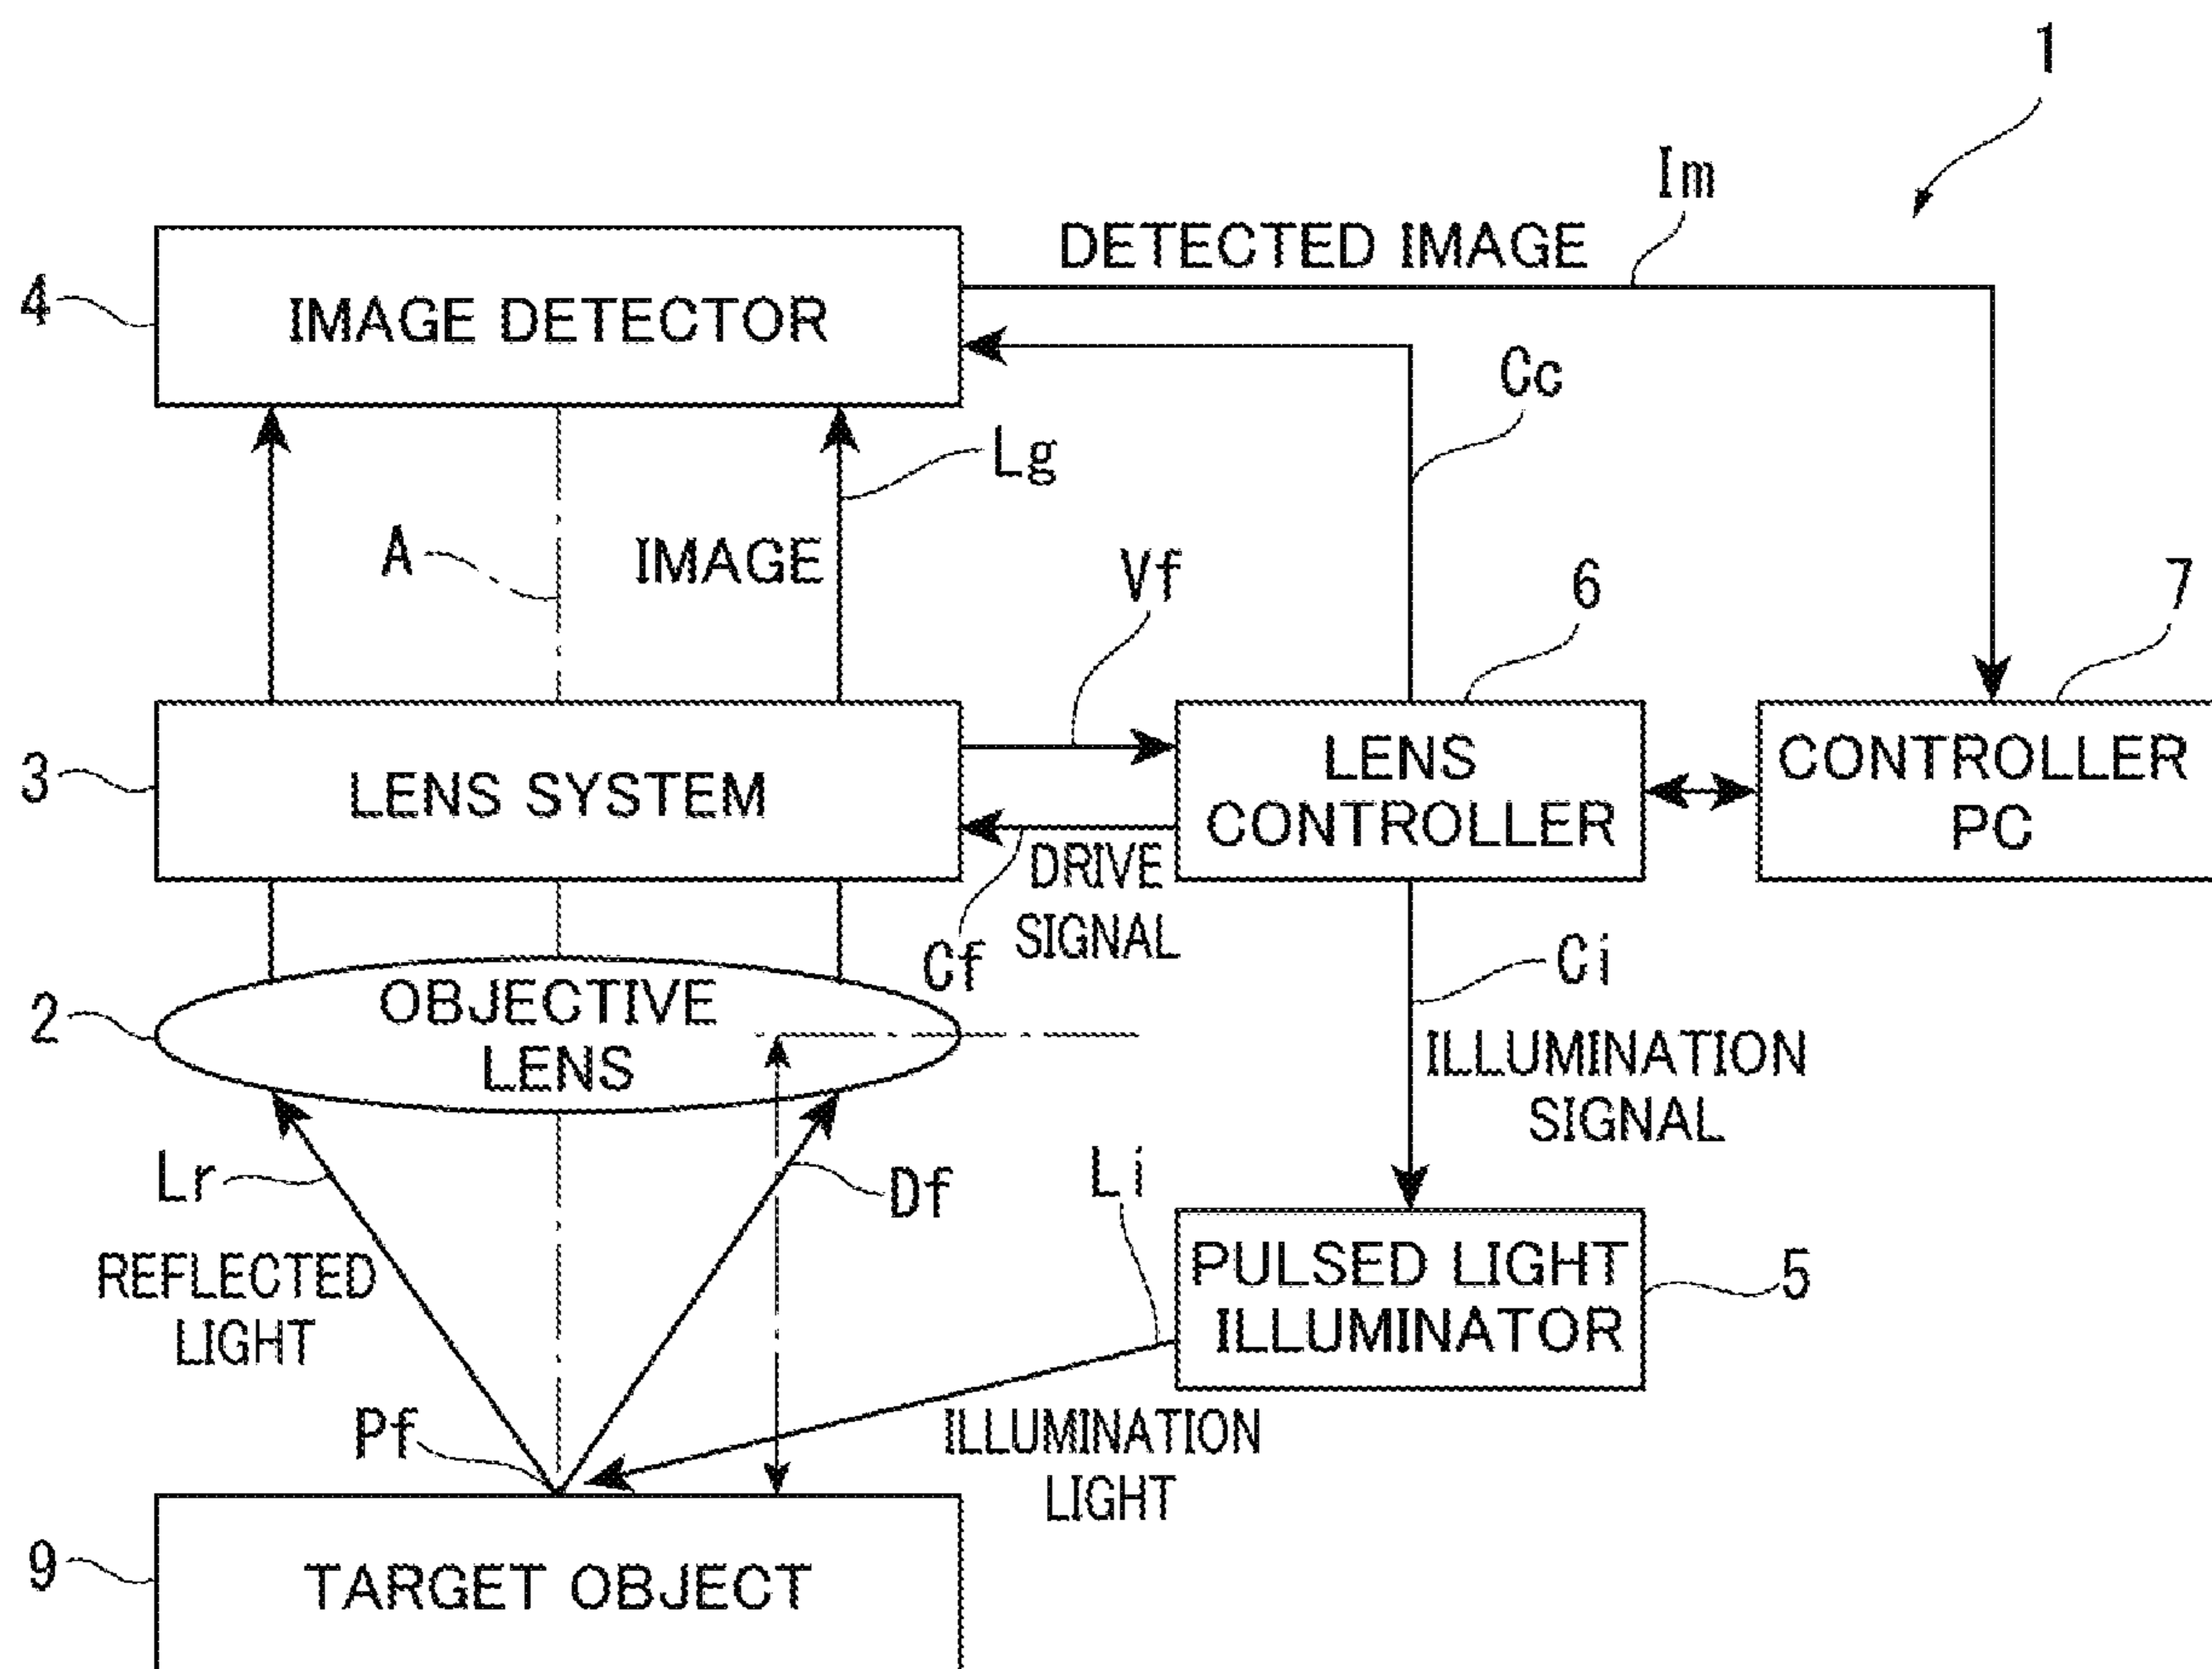 1
Im
DETECTED IMAGE
4
IMAGE DETECTOR
Cc
Lg
A
IMAGE
Vf
6
7
3
LENS SYSTEM
LENS
CONTROLLER
CONTROLLER
PC
DRIVE
SIGNAL
Cf
Ci
2
OBJECTIVE
LENS
ILLUMINATION
SIGNAL
Lr
Df
Li
REFLECTED
LIGHT
PULSED LIGHT
ILLUMINATOR
5
Pf
ILLUMINATION
LIGHT
9
TARGET OBJECT